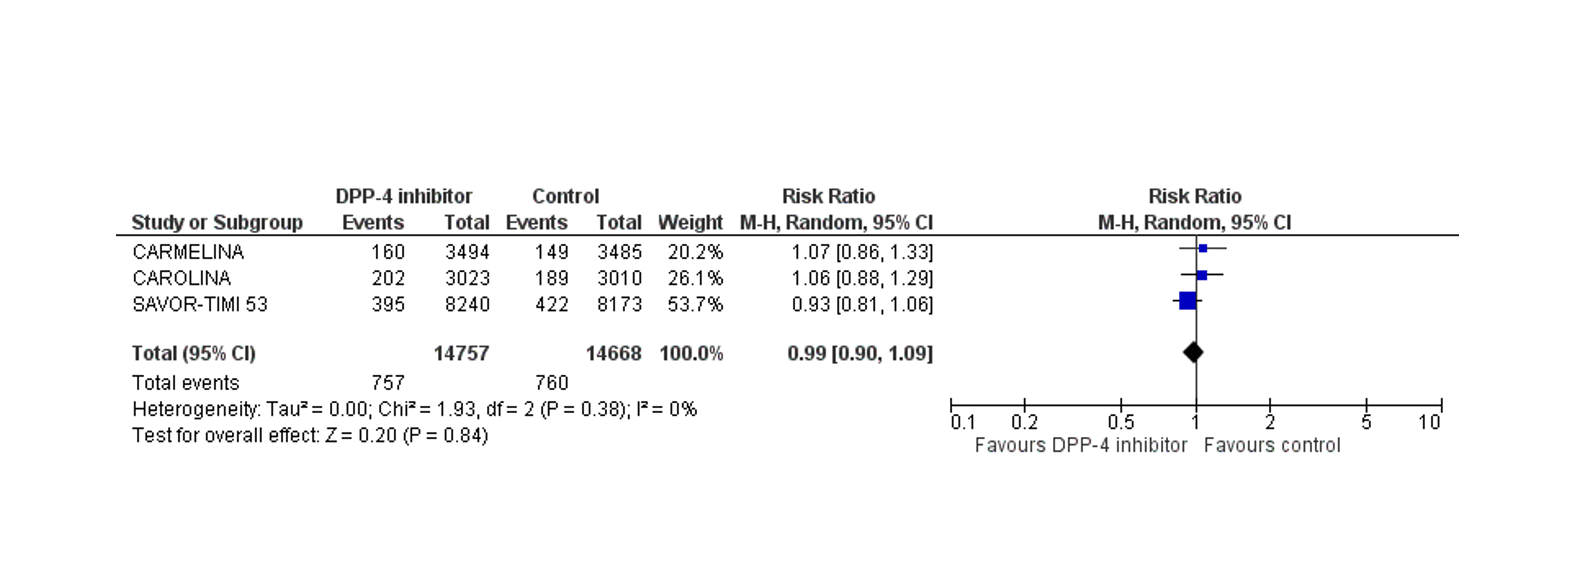 DPP-4 inhibitor Control Risk Ratio Risk Ratio
Study or Subgroup Events Total Events Total Weight M-H, Random, 95% CI M-H, Random, 95% CI
CARMELINA 160 3494 149 3485 20.2% 1.07 [0.86, 1.33]
CAROLINA 202 3023 189 3010 26.1% 1.06 [0.88, 1.29]
SAVOR-TIMI 53 395 8240 422 8173 53.7% 0.93 [0.81, 1.06]
Total (95% CI) 14757 14668 100.0% 0.99 [0.90, 1.09]
Total events 757 760
Heterogeneity: Tau² = 0.00; Chi² = 1.93, df = 2 (P = 0.38); I² = 0%
Test for overall effect: Z = 0.20 (P = 0.84)
0.1 0.2 0.5 1 2 5 10
Favours DPP-4 inhibitor Favours control